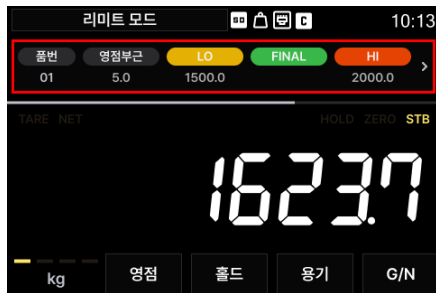 리미트 모드 SD C 10:13
품번 영점부근 LO FINAL HI
01 5.0 1500.0 2000.0 >
TARE NET HOLD ZERO STB
1623.7
kg 영점 홀드 용기 G/N